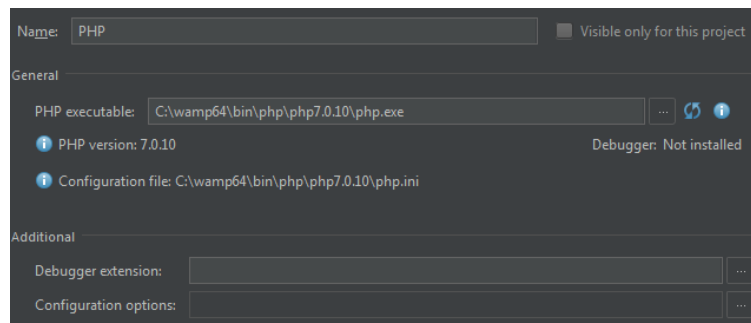 Name: PHP Visible only for this project
General
PHP executable: C:\wamp64\bin\php\php7.0.10\php.exe ...
PHP version: 7.0.10 Debugger: Not installed
Configuration file: C:\wamp64\bin\php\php7.0.10\php.ini
Additional
Debugger extension: ...
Configuration options: ...